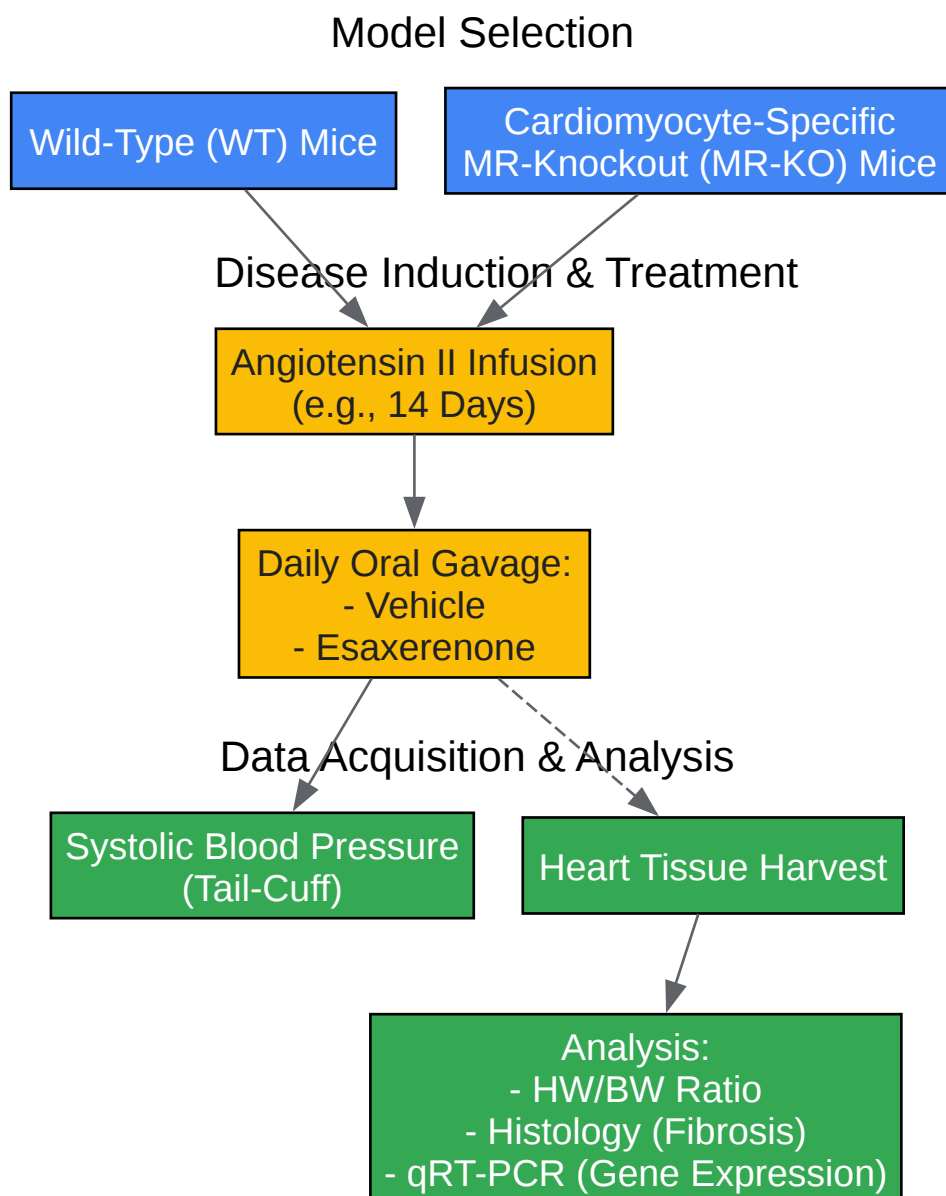 Model Selection
Wild-Type (WT) Mice
Cardiomyocyte-Specific
MR-Knockout (MR-KO) Mice
Disease Induction & Treatment
Angiotensin II Infusion
(e.g., 14 Days)
Daily Oral Gavage:
- Vehicle
- Esaxerenone
Data Acquisition & Analysis
Systolic Blood Pressure
(Tail-Cuff)
Heart Tissue Harvest
Analysis:
- HW/BW Ratio
- Histology (Fibrosis)
- qRT-PCR (Gene Expression)